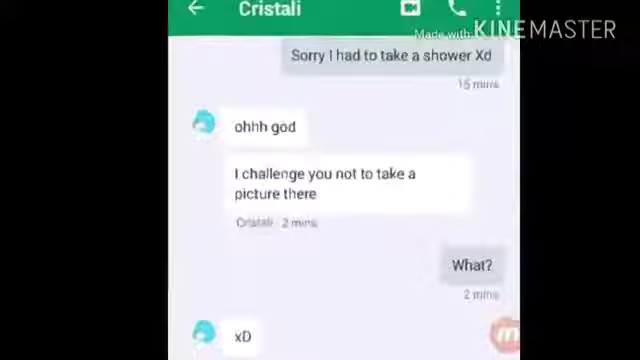 Cristali
Made with KINEMASTER
Sorry I had to take a shower Xd
15 mins
ohhh god
I challenge you not to take a
picture there
Cristali · 2 mins
What?
2 mins
xD